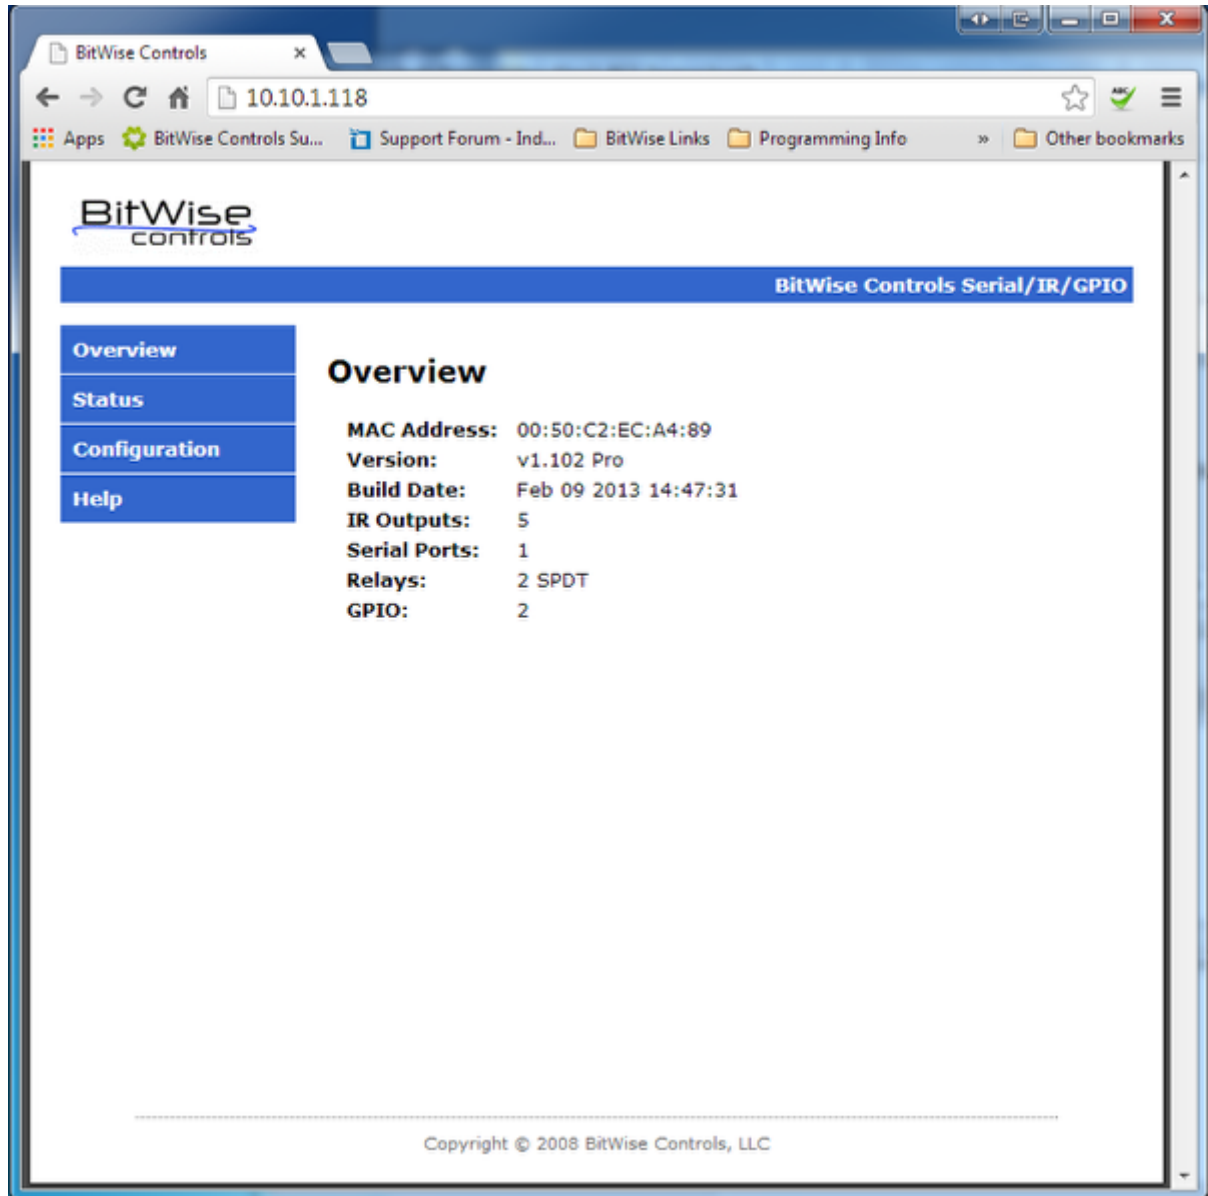 BitWise Controls
10.10.1.118
Apps BitWise Controls Su... Support Forum - Ind... BitWise Links Programming Info » Other bookmarks
BitWise
controls
BitWise Controls Serial/IR/GPIO
Overview
Status
Configuration
Help
Overview
MAC Address: 00:50:C2:EC:A4:89
Version: v1.102 Pro
Build Date: Feb 09 2013 14:47:31
IR Outputs: 5
Serial Ports: 1
Relays: 2 SPDT
GPIO: 2
Copyright © 2008 BitWise Controls, LLC